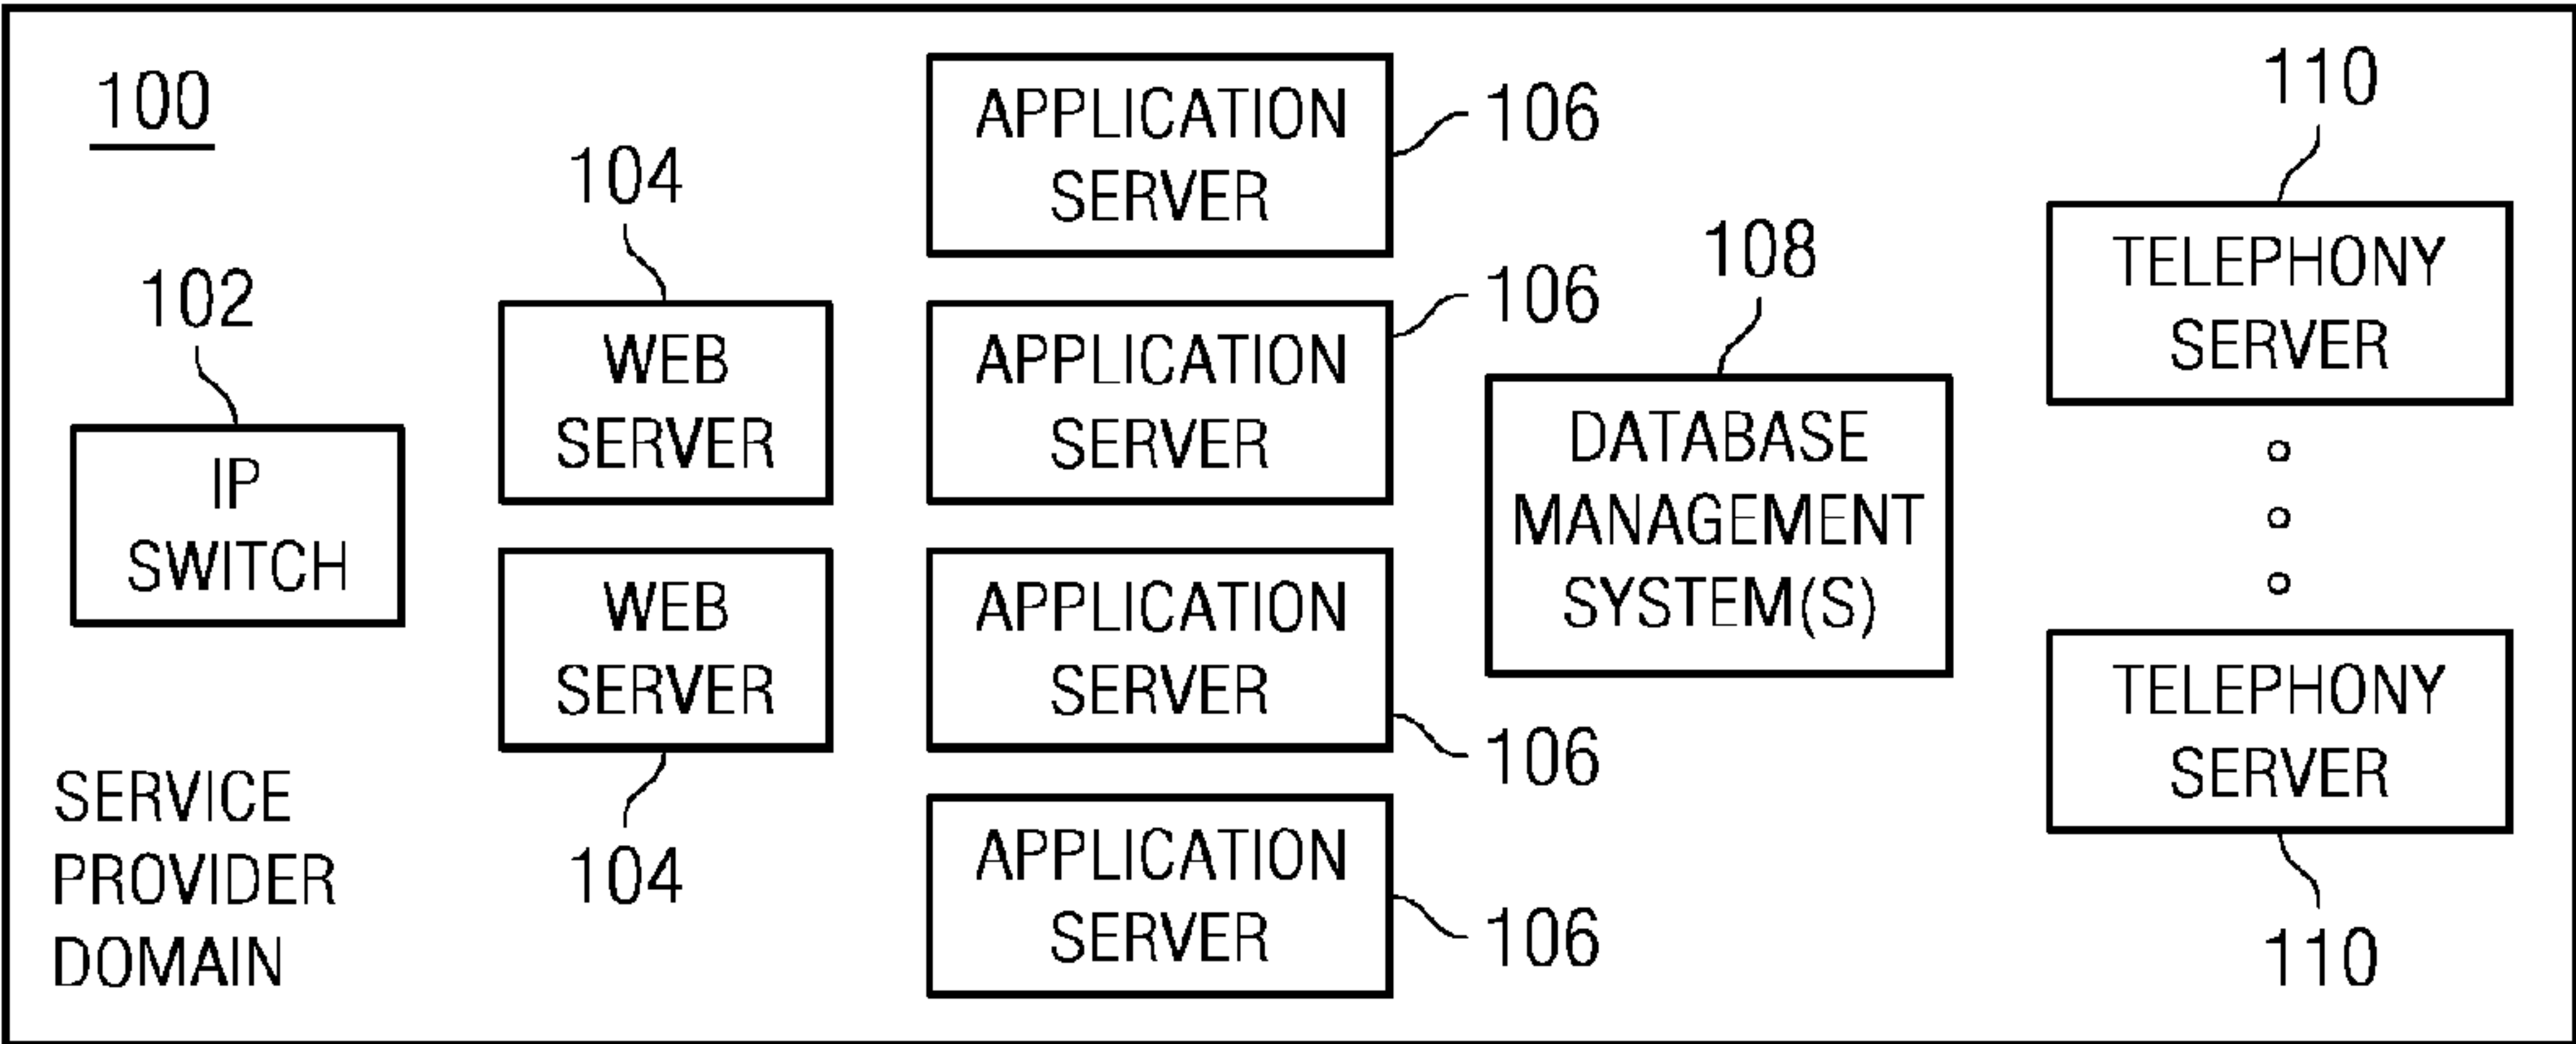 100
102
IP
SWITCH
SERVICE
PROVIDER
DOMAIN
104
WEB
SERVER
WEB
SERVER
104
APPLICATION
SERVER
106
APPLICATION
SERVER
106
APPLICATION
SERVER
106
APPLICATION
SERVER
106
108
DATABASE
MANAGEMENT
SYSTEM(S)
110
TELEPHONY
SERVER
TELEPHONY
SERVER
110